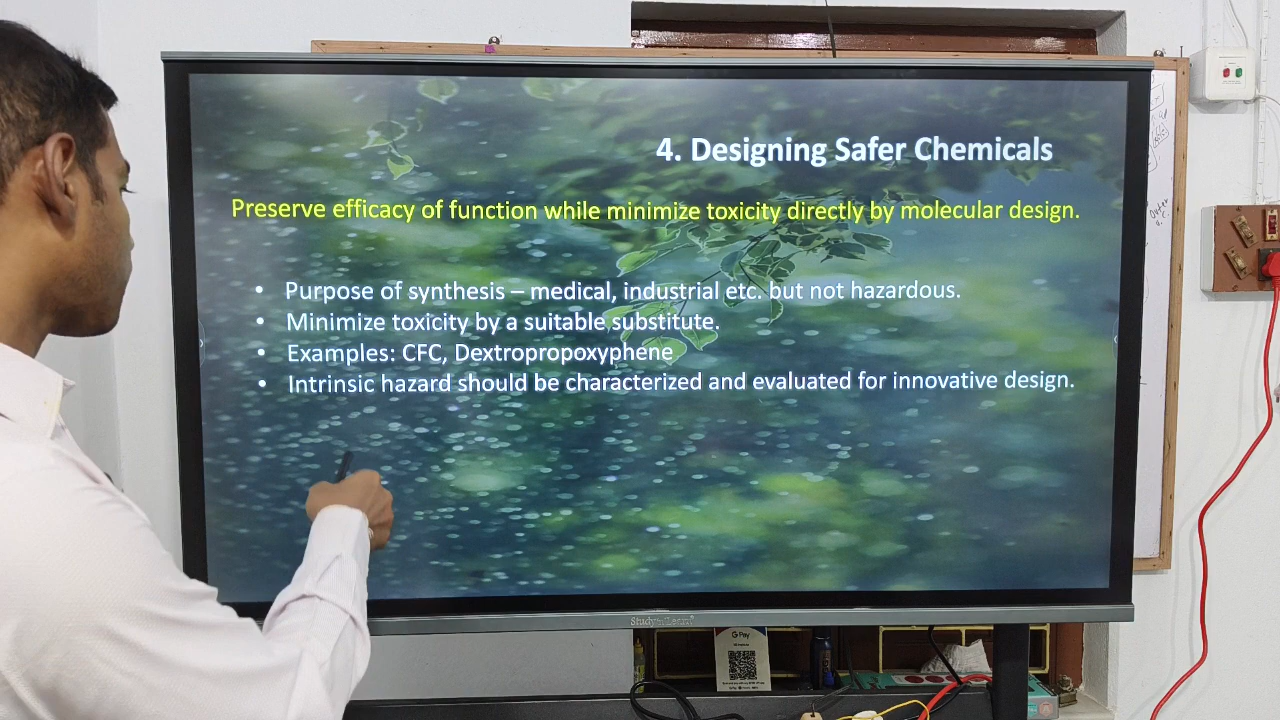 4. Designing Safer Chemicals
Preserve efficacy of function while minimize toxicity directly by molecular design.
• Purpose of synthesis – medical, industrial etc. but not hazardous.
• Minimize toxicity by a suitable substitute.
• Examples: CFC, Dextropropoxyphene
• Intrinsic hazard should be characterized and evaluated for innovative design.
G Pay